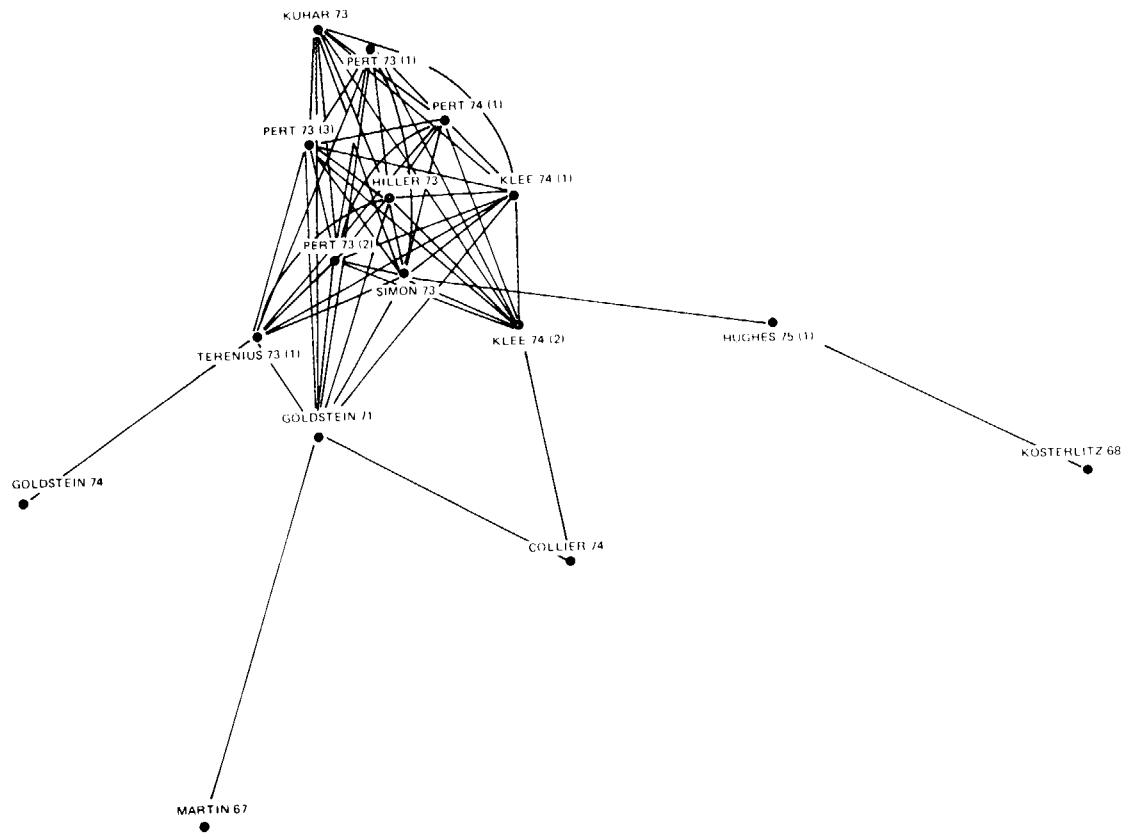 KUHAR 73
PERT 73 (1)
PERT 74 (1)
PERT 73 (3)
HILLER 73
KLEE 74 (1)
PERT 73 (2)
SIMON 73
KLEE 74 (2)
HUGHES 75 (1)
TERENIUS 73 (1)
GOLDSTEIN 71
KOSTERLITZ 68
GOLDSTEIN 74
COLLIER 74
MARTIN 67